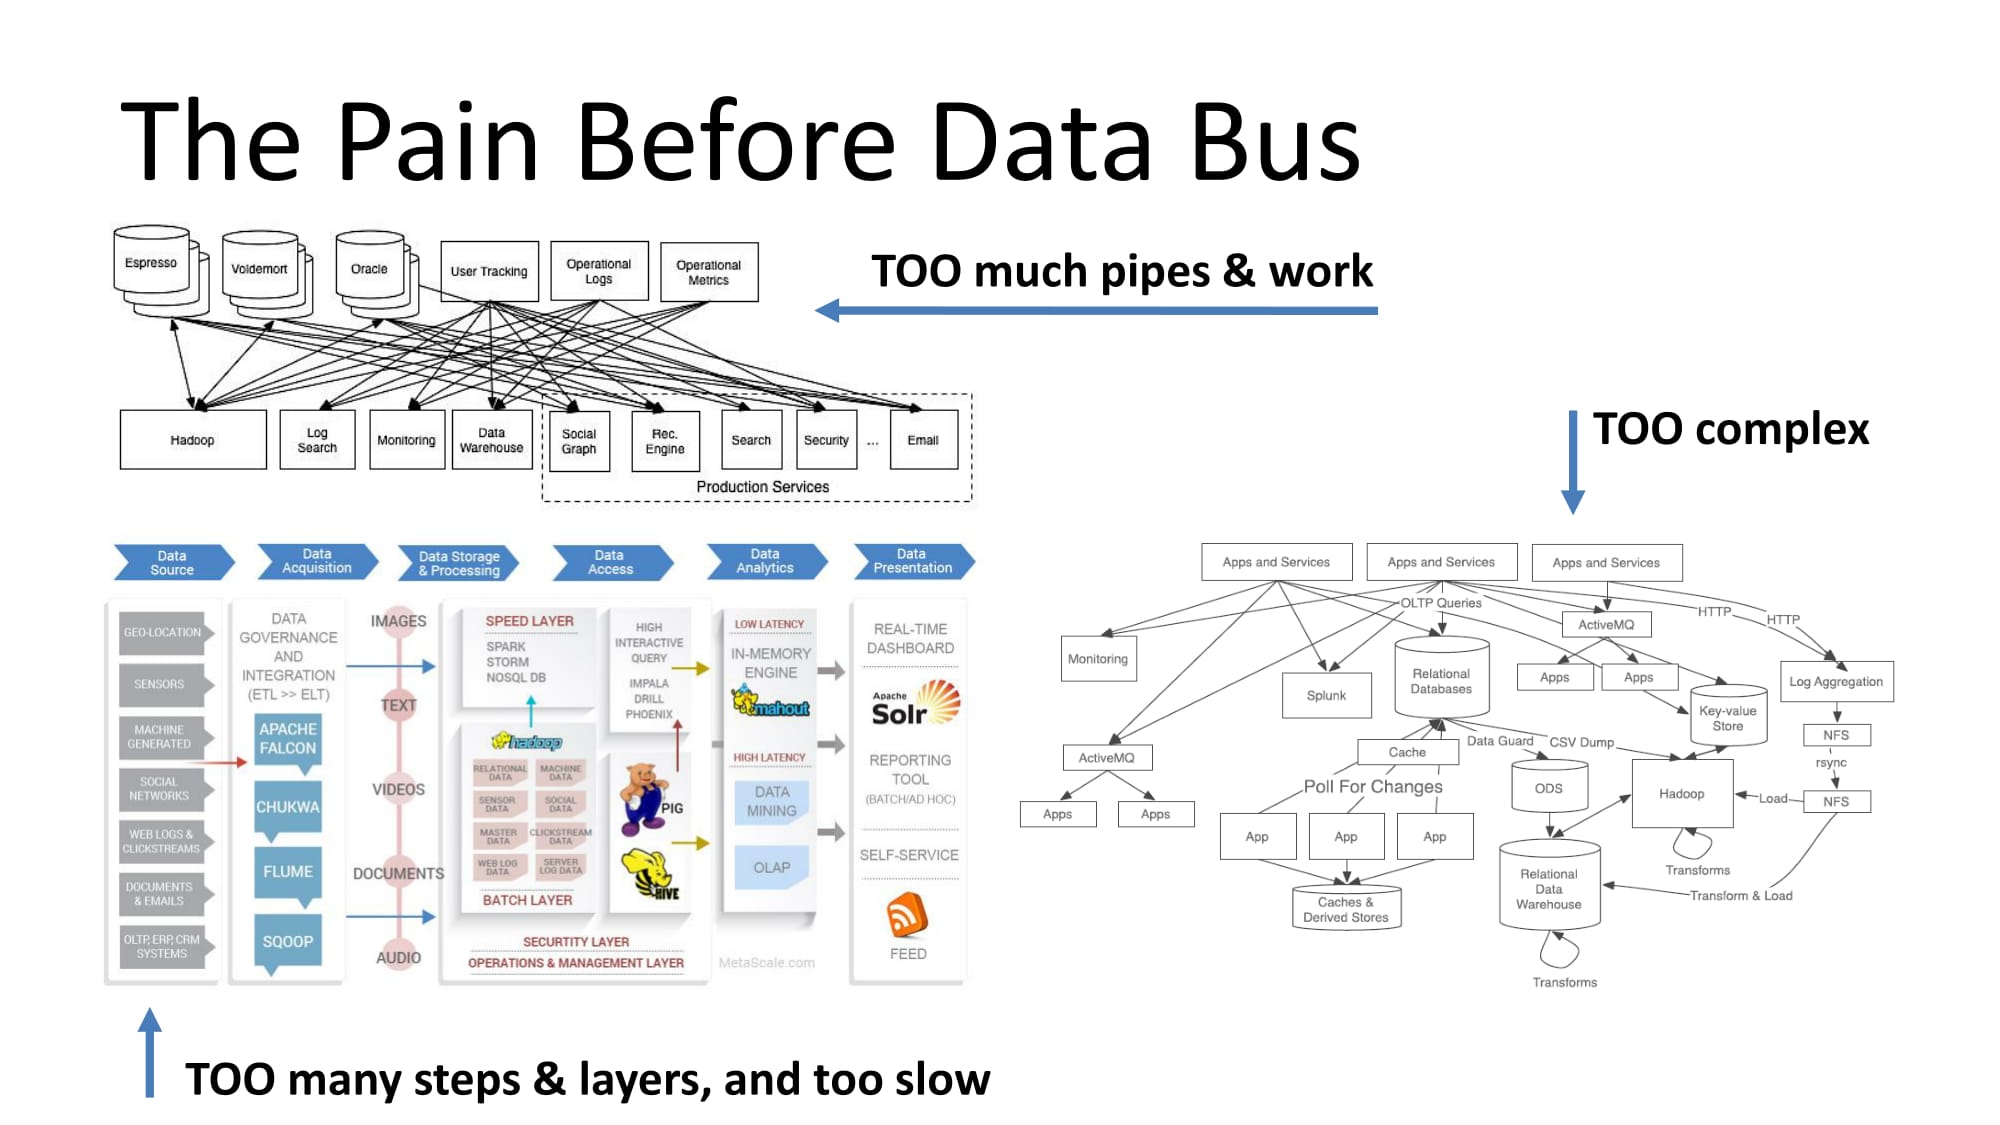 The Pain Before Data Bus
Espresso
Voldemort
Oracle
User Tracking
Operational
Logs
Operational
Metrics
TOO much pipes & work
Hadoop
Log
Search
Monitoring
Data
Warehouse
Social
Graph
Rec.
Engine
Search
Security
...
Email
Production Services
TOO complex
Data
Source
Data
Acquisition
Data Storage
& Processing
Data
Access
Data
Analytics
Data
Presentation
GEO-LOCATION
SENSORS
MACHINE
GENERATED
SOCIAL
NETWORKS
WEB LOGS &
CLICKSTREAMS
DOCUMENTS
& EMAILS
OLTP, ERP, CRM
SYSTEMS
DATA
GOVERNANCE
AND
INTEGRATION
(ETL >> ELT)
APACHE
FALCON
CHUKWA
FLUME
SQOOP
IMAGES
TEXT
VIDEOS
DOCUMENTS
AUDIO
SPEED LAYER
SPARK
STORM
NOSQL DB
hadoop
RELATIONAL
DATA
MACHINE
DATA
SENSOR
DATA
SOCIAL
DATA
MASTER
DATA
CLICKSTREAM
DATA
WEB LOG
DATA
SERVER
LOG DATA
BATCH LAYER
HIGH
INTERACTIVE
QUERY
IMPALA
DRILL
PHOENIX
PIG
HIVE
SECURTITY LAYER
OPERATIONS & MANAGEMENT LAYER
LOW LATENCY
IN-MEMORY
ENGINE
mahout
HIGH LATENCY
DATA
MINING
OLAP
MetaScale.com
REAL-TIME
DASHBOARD
Apache
Solr
REPORTING
TOOL
(BATCH/AD HOC)
SELF-SERVICE
FEED
Apps and Services
Apps and Services
Apps and Services
OLTP Queries
HTTP
HTTP
ActiveMQ
Monitoring
Splunk
Relational
Databases
Apps
Apps
Log Aggregation
Key-value
Store
NFS
rsync
NFS
ActiveMQ
Apps
Apps
Cache
Data Guard
CSV Dump
Poll For Changes
ODS
Hadoop
Load
App
App
App
Transforms
Caches &
Derived Stores
Relational
Data
Warehouse
Transform & Load
Transforms
TOO many steps & layers, and too slow